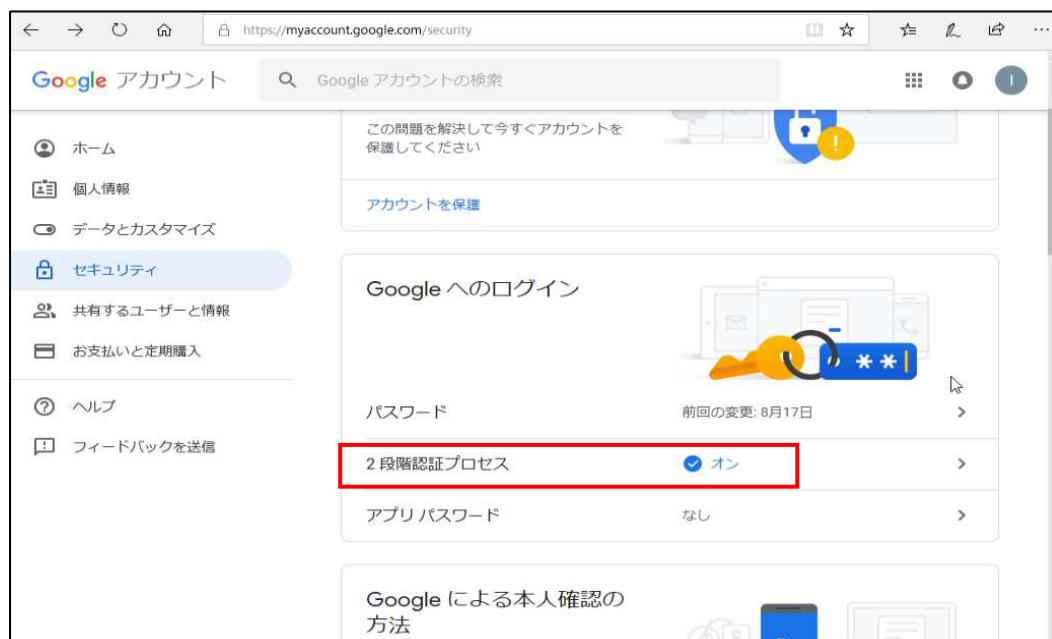 https://myaccount.google.com/security
Google アカウント
Google アカウントの検索
I
ホーム
個人情報
データとカスタマイズ
セキュリティ
共有するユーザーと情報
お支払いと定期購入
ヘルプ
フィードバックを送信
この問題を解決して今すぐアカウントを
保護してください
アカウントを保護
Google へのログイン
**
パスワード 前回の変更: 8月17日
2 段階認証プロセス オン
アプリ パスワード なし
Google による本人確認の
方法